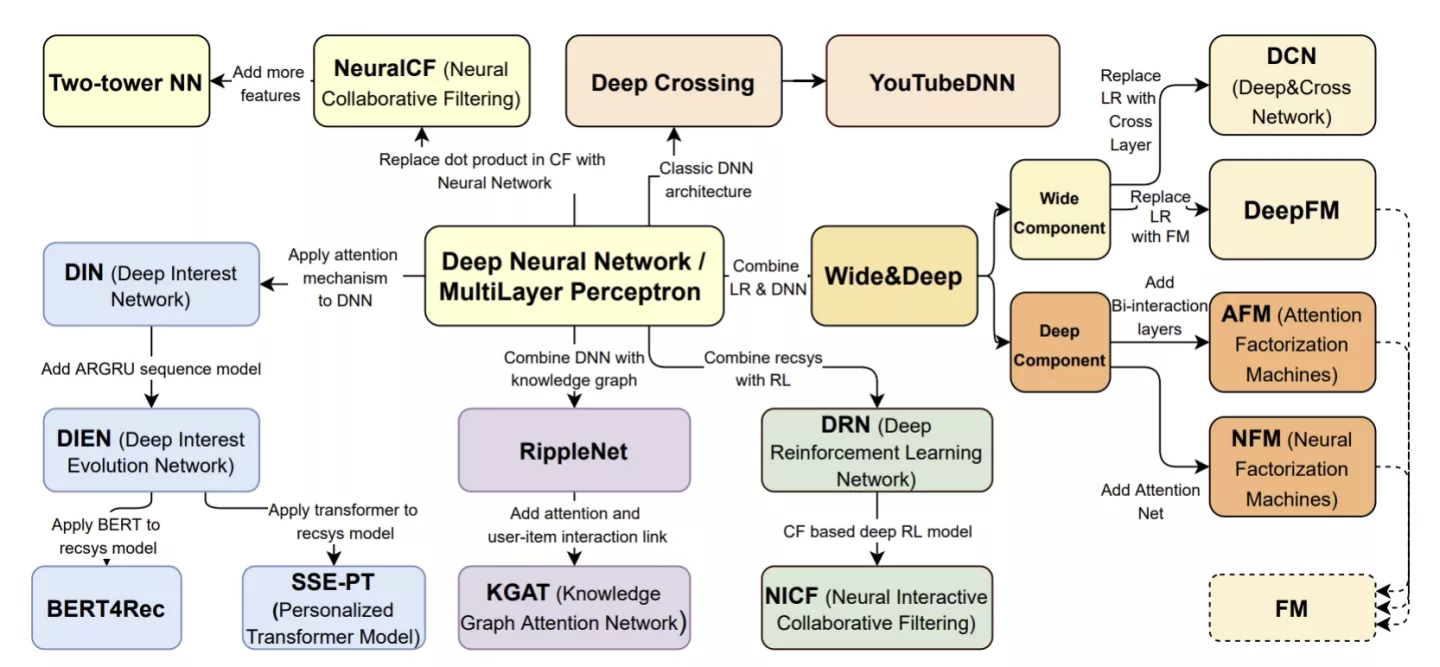 Two-tower NN
Add more
features
NeuralCF (Neural
Collaborative Filtering)
Deep Crossing
YouTubeDNN
Replace
LR with
Cross
Layer
DCN
(Deep&Cross
Network)
Replace dot product in CF with
Neural Network
Classic DNN
architecture
Wide
Component
Replace
LR
with FM
DeepFM
DIN (Deep Interest
Network)
Apply attention
mechanism
to DNN
Deep Neural Network /
MultiLayer Perceptron
Combine
LR & DNN
Wide&Deep
Deep
Component
Add
Bi-interaction
layers
AFM (Attention
Factorization
Machines)
Add ARGRU sequence model
Combine DNN with
knowledge graph
Combine recsys
with RL
DIEN (Deep Interest
Evolution Network)
RippleNet
DRN (Deep
Reinforcement Learning
Network)
Add Attention
Net
NFM (Neural
Factorization
Machines)
Apply BERT to
recsys model
Apply transformer to
recsys model
Add attention and
user-item interaction link
CF based deep RL model
BERT4Rec
SSE-PT
(Personalized
Transformer Model)
KGAT (Knowledge
Graph Attention Network)
NICF (Neural Interactive
Collaborative Filtering)
FM